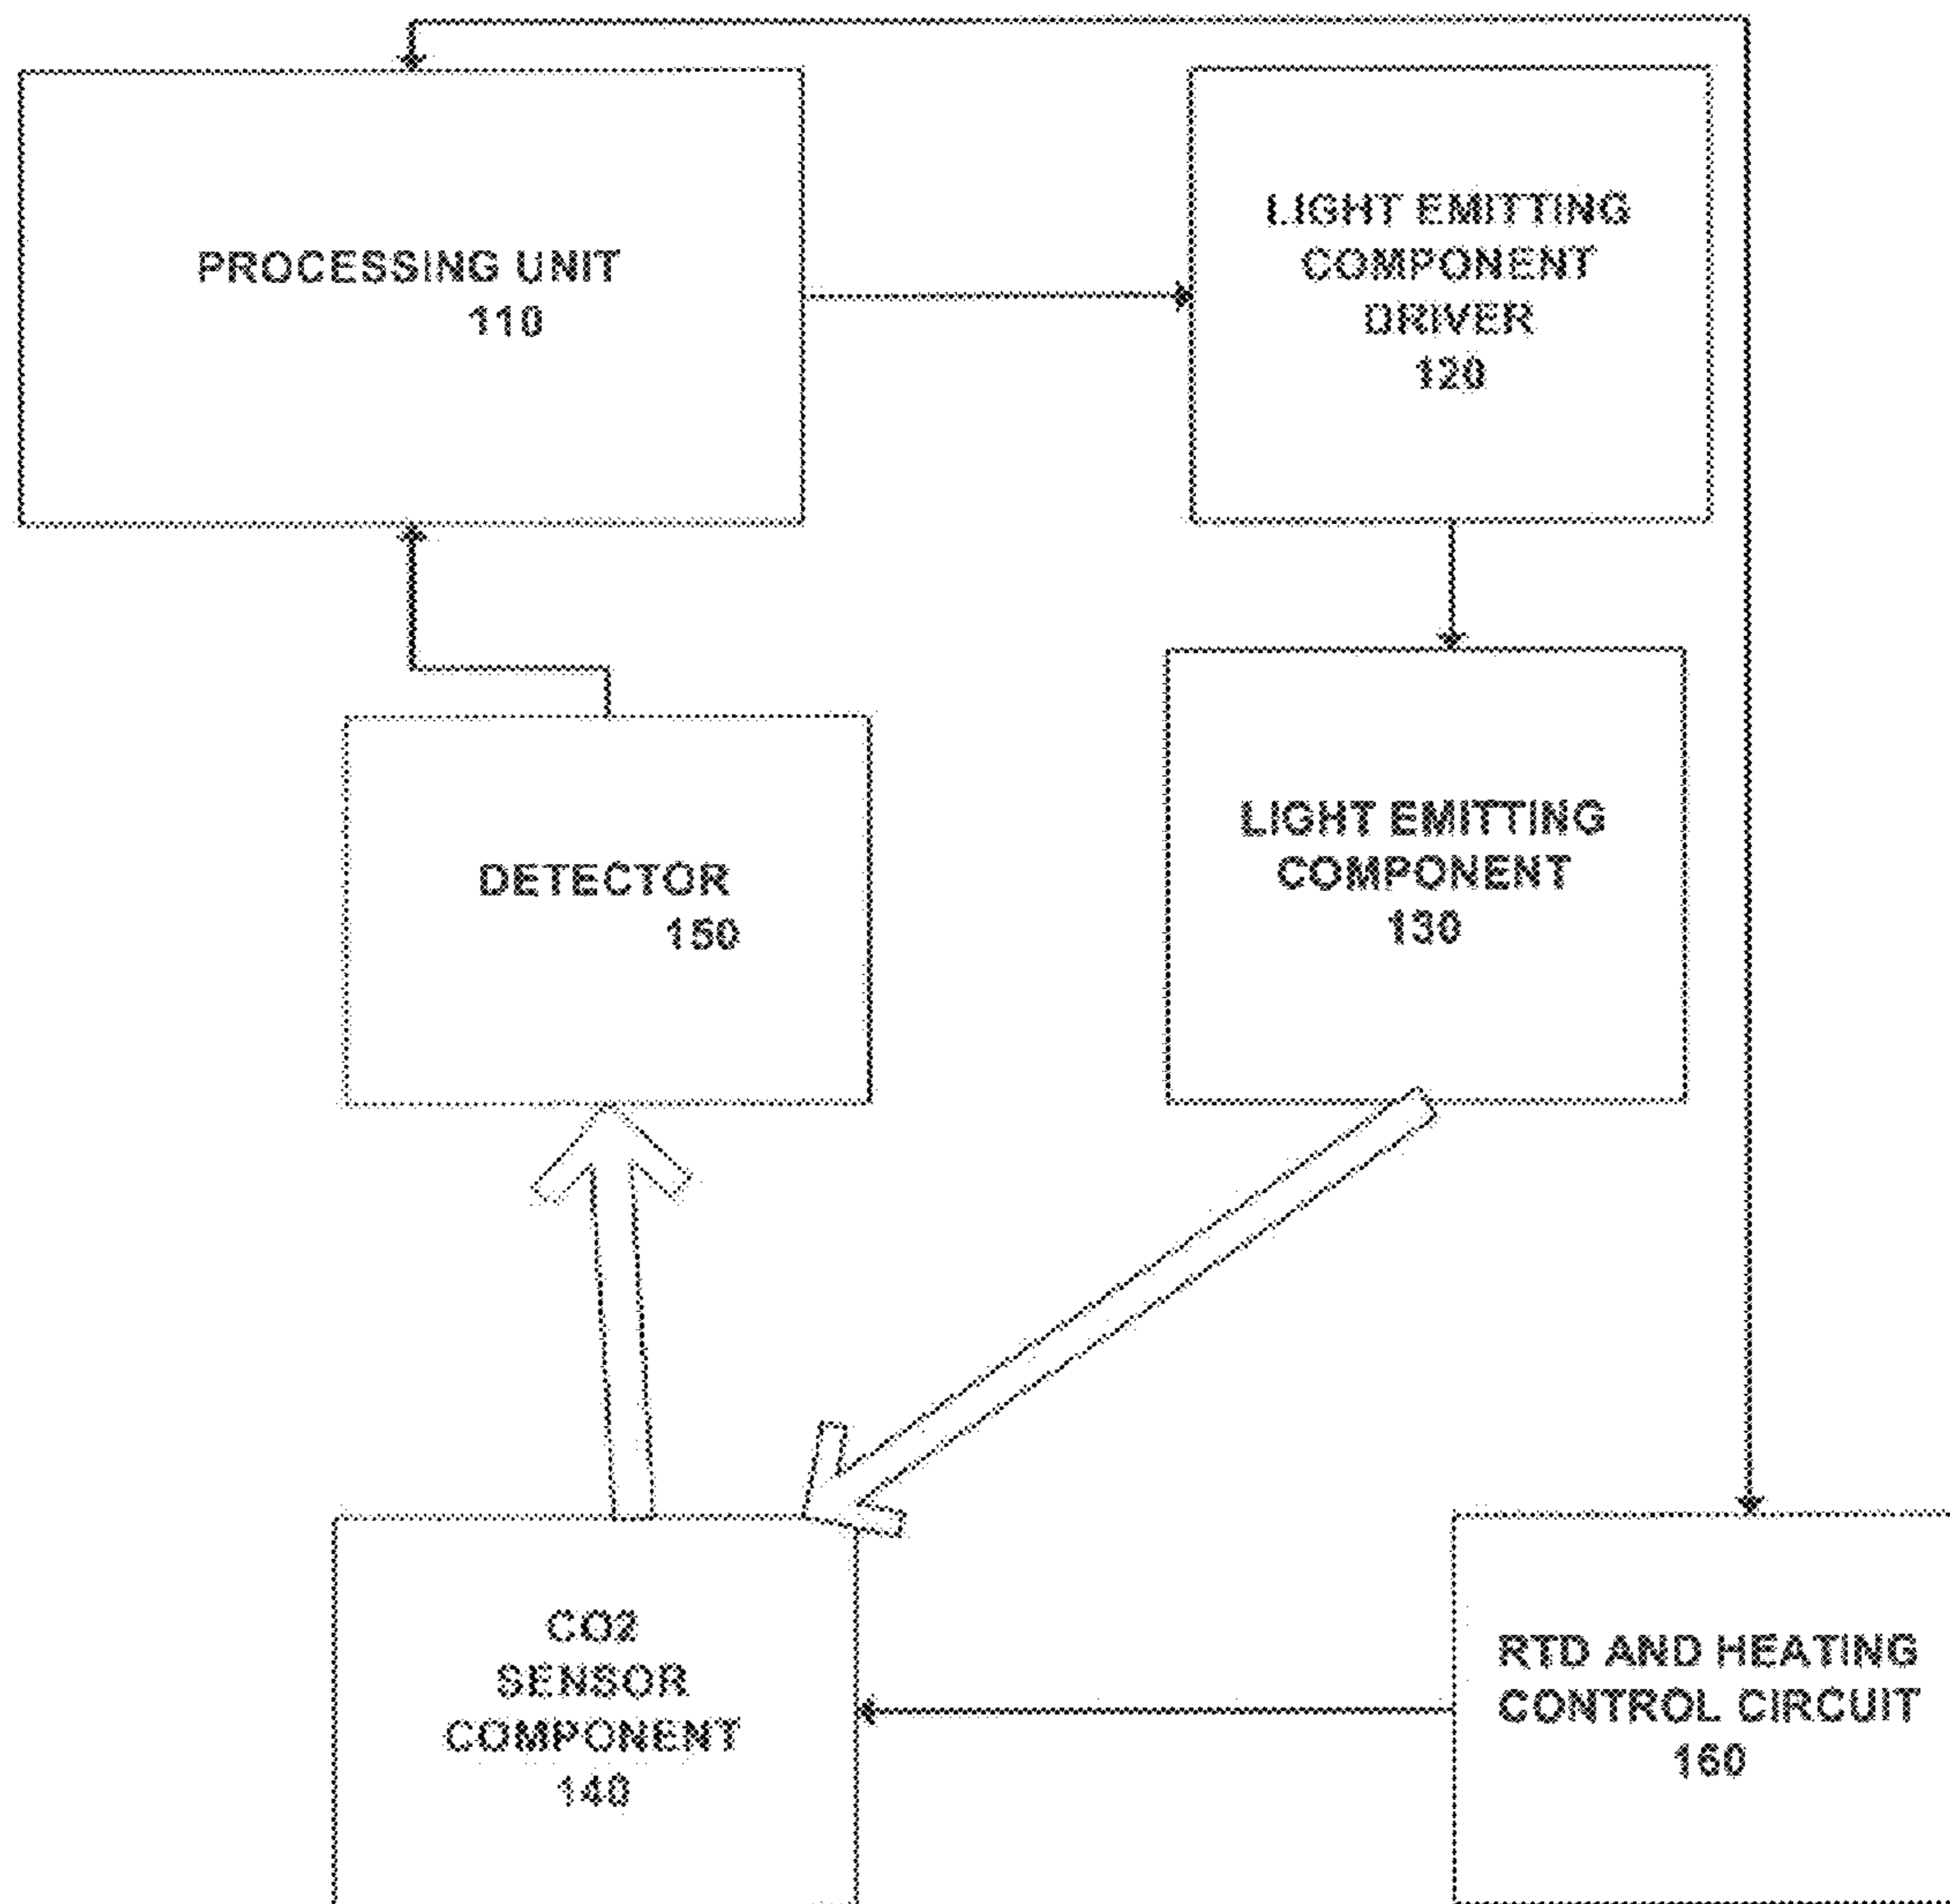 PROCESSING UNIT
110
LIGHT EMITTING
COMPONENT
DRIVER
120
DETECTOR
150
LIGHT EMITTING
COMPONENT
130
CO2
SENSOR
COMPONENT
140
RTD AND HEATING
CONTROL CIRCUIT
160